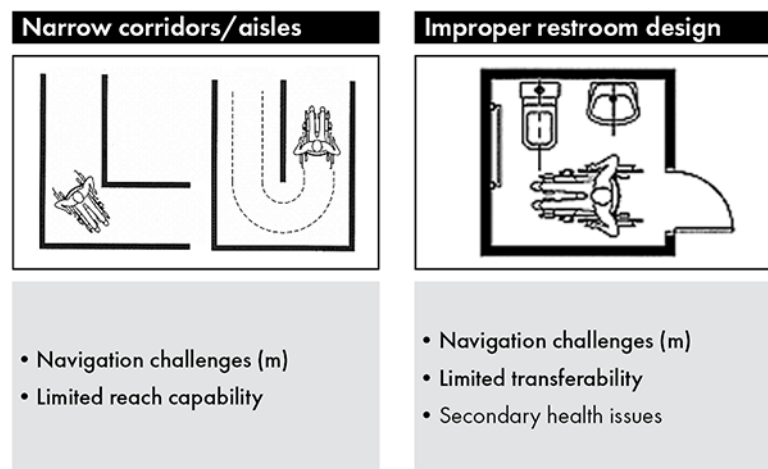 Narrow corridors/aisles
• Navigation challenges (m)
• Limited reach capability
Improper restroom design
• Navigation challenges (m)
• Limited transferability
• Secondary health issues